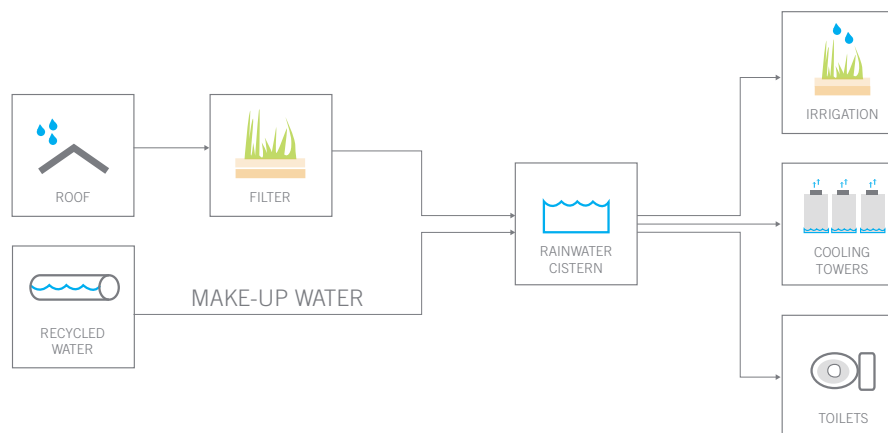 IRRIGATION
ROOF
FILTER
RAINWATER
CISTERN
COOLING
TOWERS
MAKE-UP WATER
RECYCLED
WATER
TOILETS